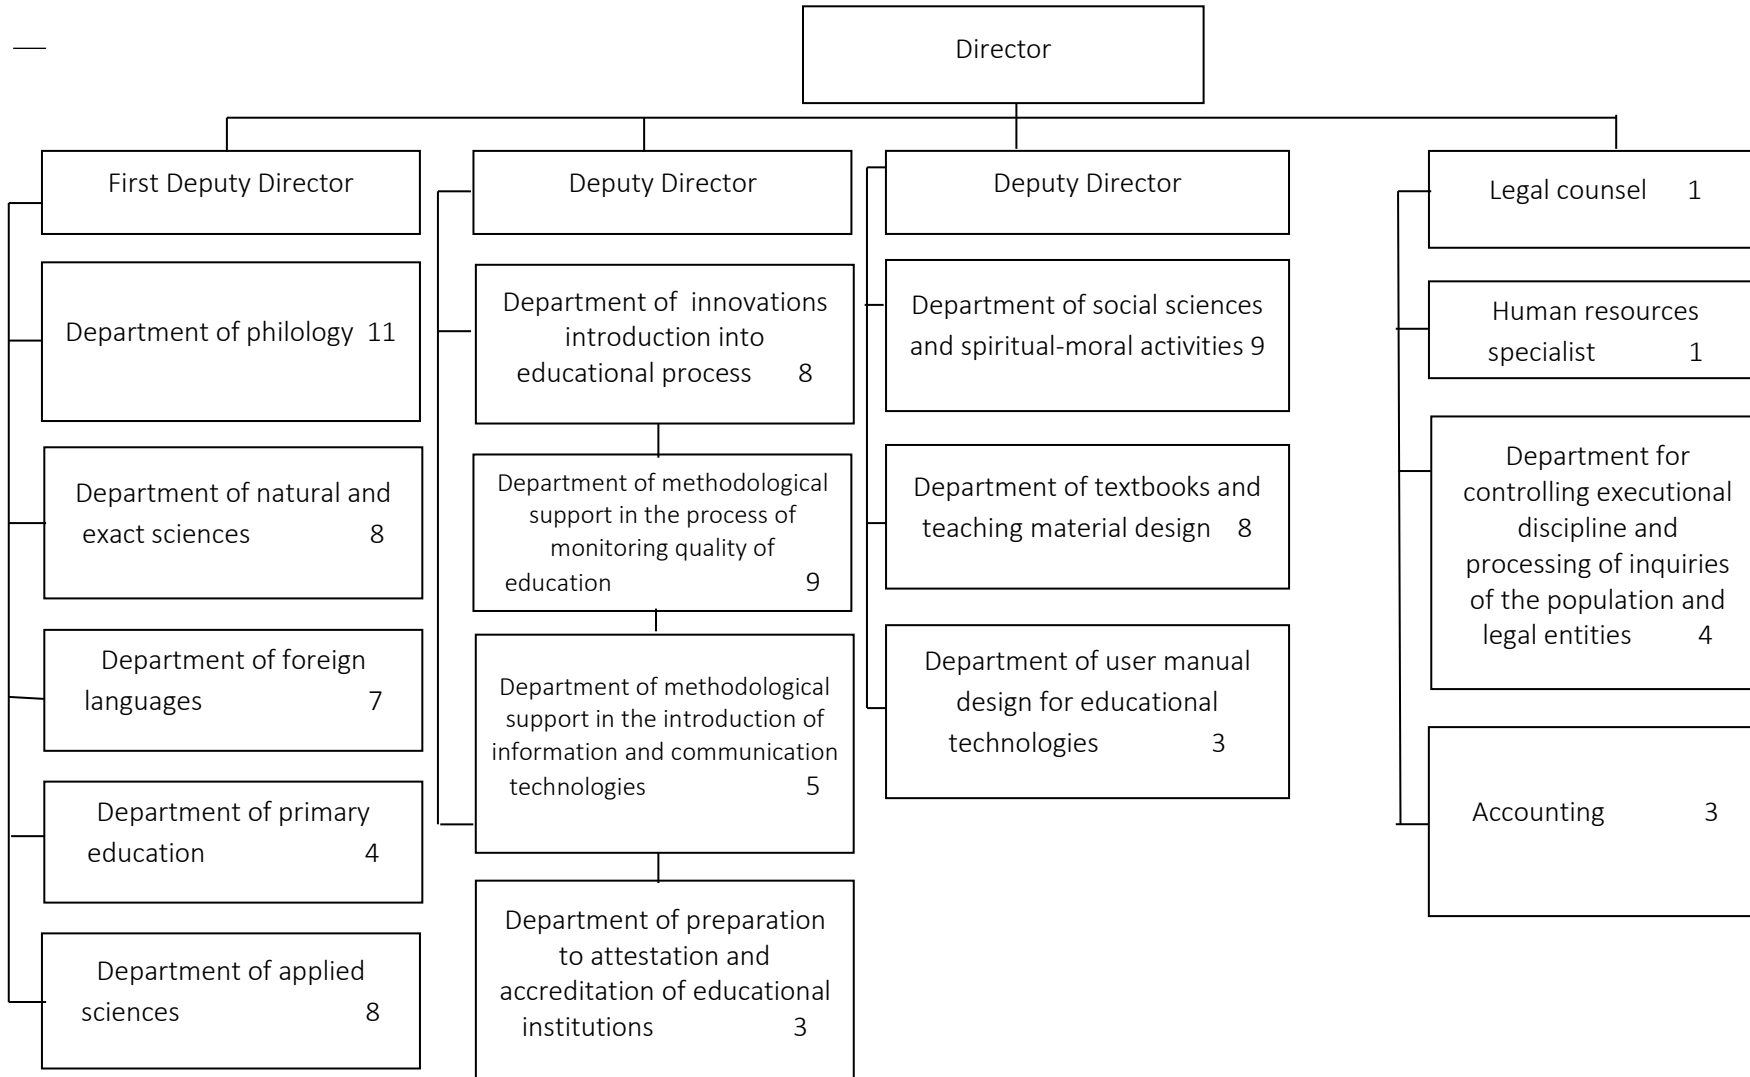 Director
First Deputy Director
Department of philology 11
Department of natural and
exact sciences 8
Department of foreign
languages 7
Department of primary
education 4
Department of applied
sciences 8
Deputy Director
Department of innovations
introduction into
educational process 8
Department of methodological
support in the process of
monitoring quality of
education 9
Department of methodological
support in the introduction of
information and communication
technologies 5
Department of preparation
to attestation and
accreditation of educational
institutions 3
Deputy Director
Department of social sciences
and spiritual-moral activities 9
Department of textbooks and
teaching material design 8
Department of user manual
design for educational
technologies 3
Legal counsel 1
Human resources
specialist 1
Department for
controlling executional
discipline and
processing of inquiries
of the population and
legal entities 4
Accounting 3